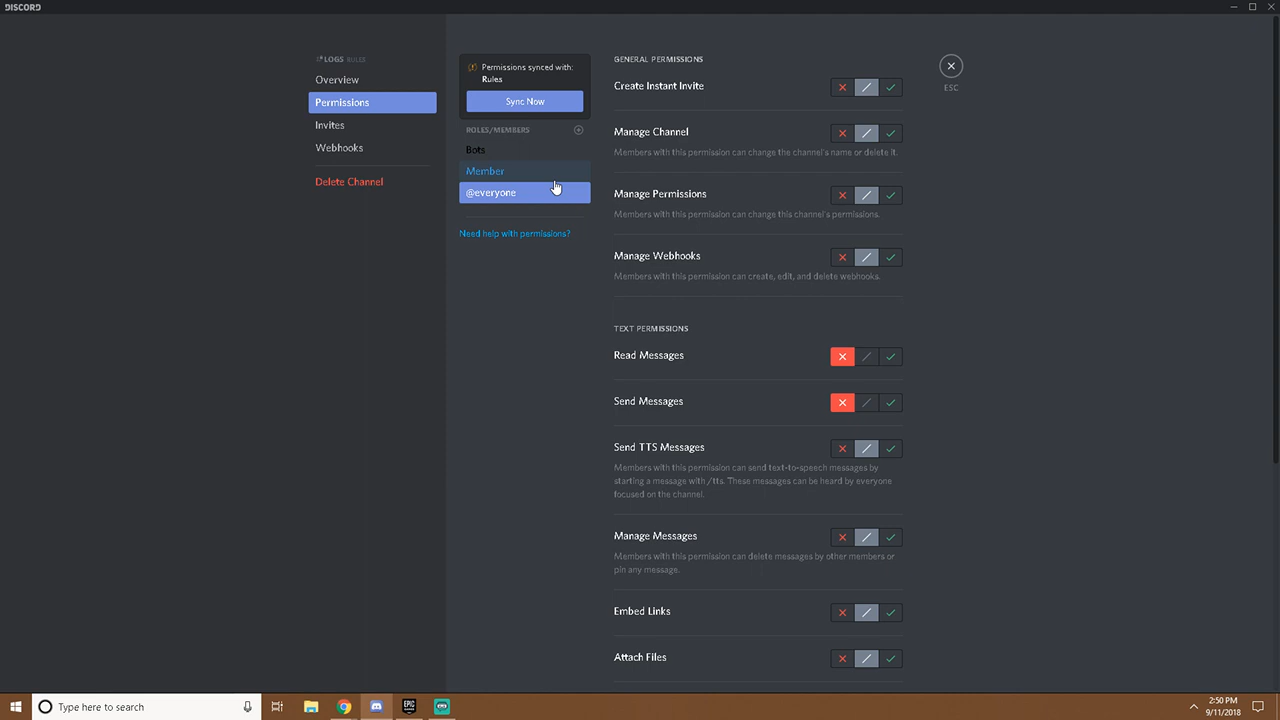 DISCORD
LOGS RULES
Overview
Permissions
Invites
Webhooks
Delete Channel
Permissions synced with:
Rules
Sync Now
ROLES/MEMBERS
Bots
Member
@everyone
Need help with permissions?
GENERAL PERMISSIONS
Create Instant Invite
Manage Channel
Members with this permission can change the channel's name or delete it.
Manage Permissions
Members with this permission can change this channel's permissions.
Manage Webhooks
Members with this permission can create, edit, and delete webhooks.
TEXT PERMISSIONS
Read Messages
Send Messages
Send TTS Messages
Members with this permission can send text-to-speech messages by
starting a message with /tts. These messages can be heard by everyone
focused on the channel.
Manage Messages
Members with this permission can delete messages by other members or
pin any message.
Embed Links
Attach Files
ESC
Type here to search
EPIC
2:50 PM
9/11/2018